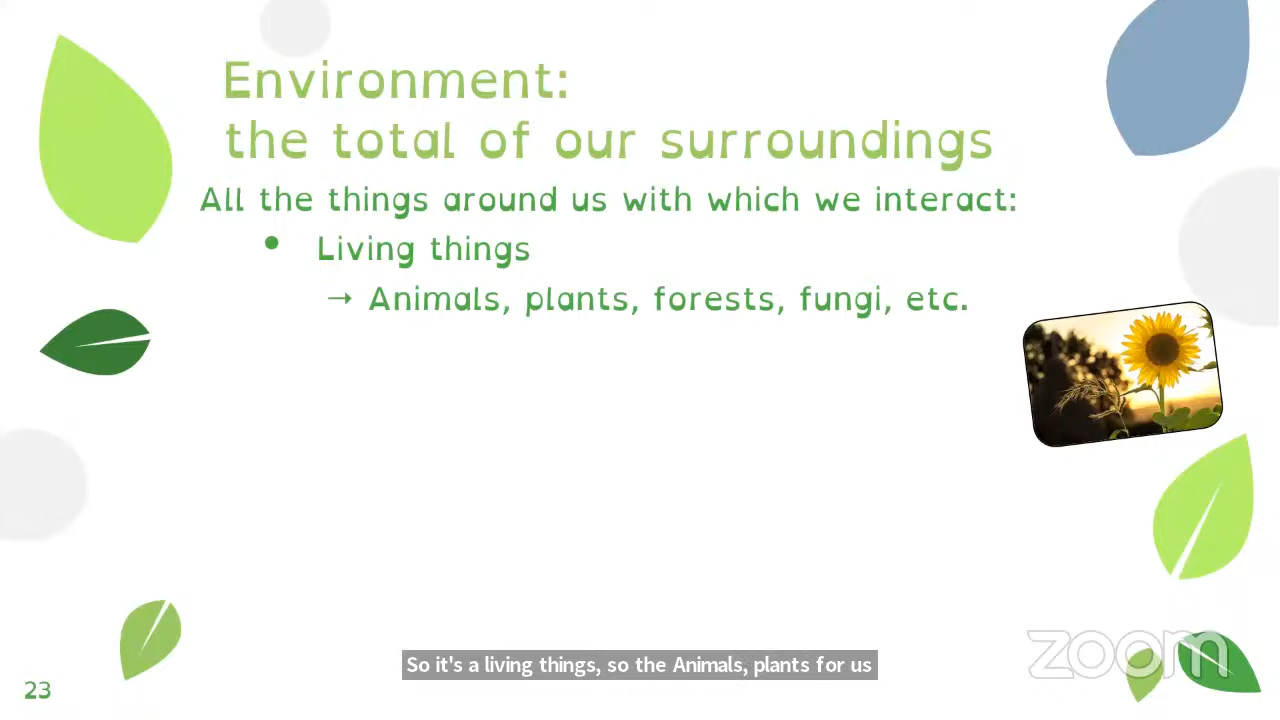 Environment:
the total of our surroundings
All the things around us with which we interact:
• Living things
→ Animals, plants, forests, fungi, etc.
So it's a living things, so the Animals, plants for us
zoom
23